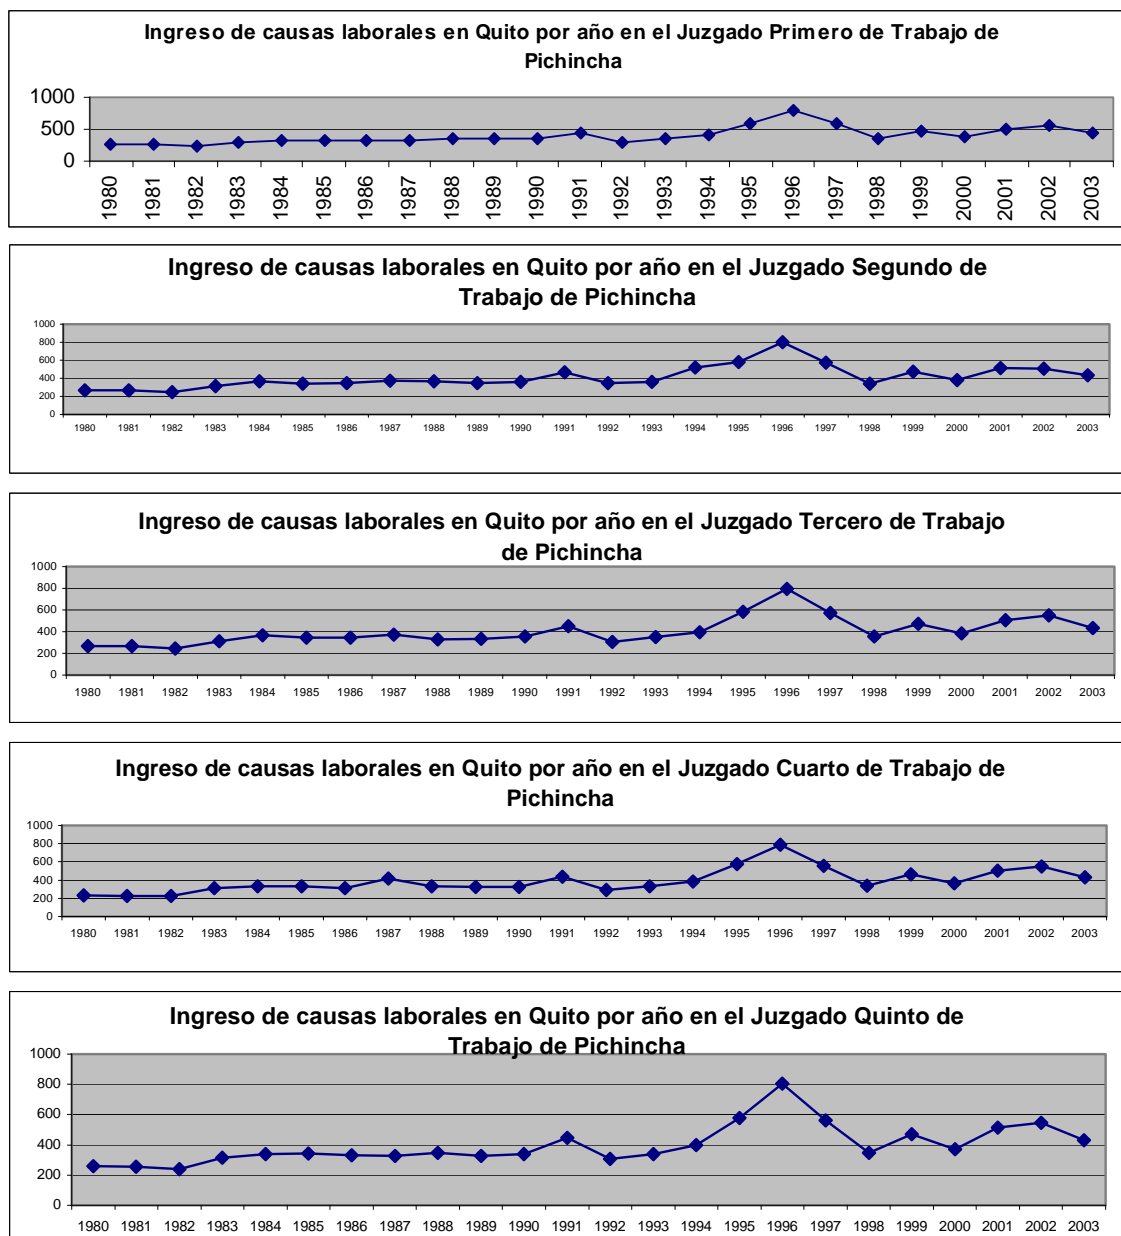 Ingreso de causas laborales en Quito por año en el Juzgado Primero de Trabajo de
Pichincha
1000
500
0
1980 1981 1982 1983 1984 1985 1986 1987 1988 1989 1990 1991 1992 1993 1994 1995 1996 1997 1998 1999 2000 2001 2002 2003
Ingreso de causas laborales en Quito por año en el Juzgado Segundo de
Trabajo de Pichincha
1000
800
600
400
200
0
1980 1981 1982 1983 1984 1985 1986 1987 1988 1989 1990 1991 1992 1993 1994 1995 1996 1997 1998 1999 2000 2001 2002 2003
Ingreso de causas laborales en Quito por año en el Juzgado Tercero de Trabajo
de Pichincha
1000
800
600
400
200
0
1980 1981 1982 1983 1984 1985 1986 1987 1988 1989 1990 1991 1992 1993 1994 1995 1996 1997 1998 1999 2000 2001 2002 2003
Ingreso de causas laborales en Quito por año en el Juzgado Cuarto de Trabajo de
Pichincha
1000
800
600
400
200
0
1980 1981 1982 1983 1984 1985 1986 1987 1988 1989 1990 1991 1992 1993 1994 1995 1996 1997 1998 1999 2000 2001 2002 2003
Ingreso de causas laborales en Quito por año en el Juzgado Quinto de
Trabajo de Pichincha
1000
800
600
400
200
0
1980 1981 1982 1983 1984 1985 1986 1987 1988 1989 1990 1991 1992 1993 1994 1995 1996 1997 1998 1999 2000 2001 2002 2003